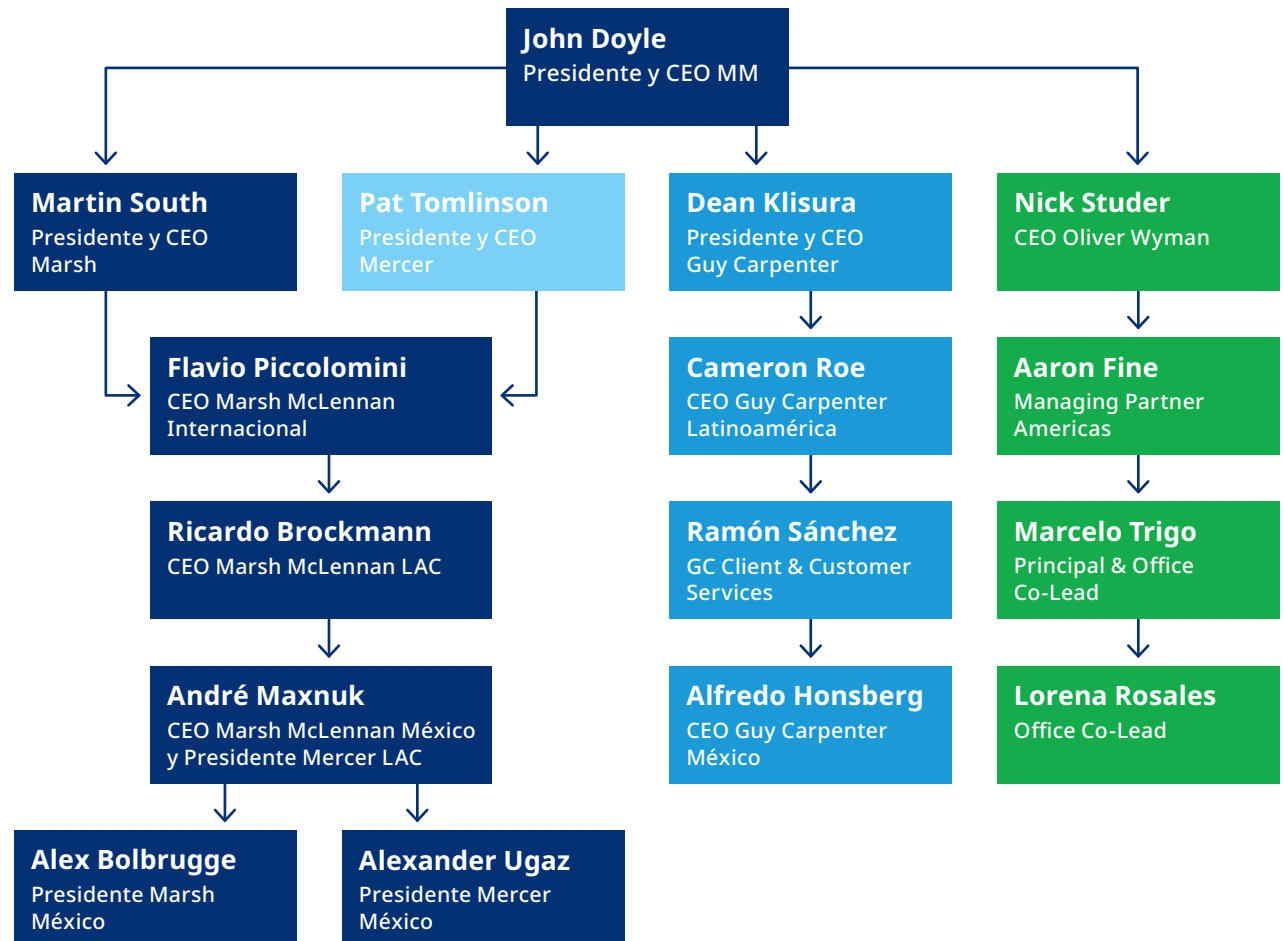 John Doyle
Presidente y CEO MM
Martin South
Presidente y CEO
Marsh
Pat Tomlinson
Presidente y CEO
Mercer
Dean Klisura
Presidente y CEO
Guy Carpenter
Nick Studer
CEO Oliver Wyman
Flavio Piccolomini
CEO Marsh McLennan
Internacional
Cameron Roe
CEO Guy Carpenter
Latinoamérica
Aaron Fine
Managing Partner
Americas
Ricardo Brockmann
CEO Marsh McLennan LAC
Ramón Sánchez
GC Client & Customer
Services
Marcelo Trigo
Principal & Office
Co-Lead
André Maxnuk
CEO Marsh McLennan México
y Presidente Mercer LAC
Alfredo Honsberg
CEO Guy Carpenter
México
Lorena Rosales
Office Co-Lead
Alex Bolbrugge
Presidente Marsh
México
Alexander Ugaz
Presidente Mercer
México